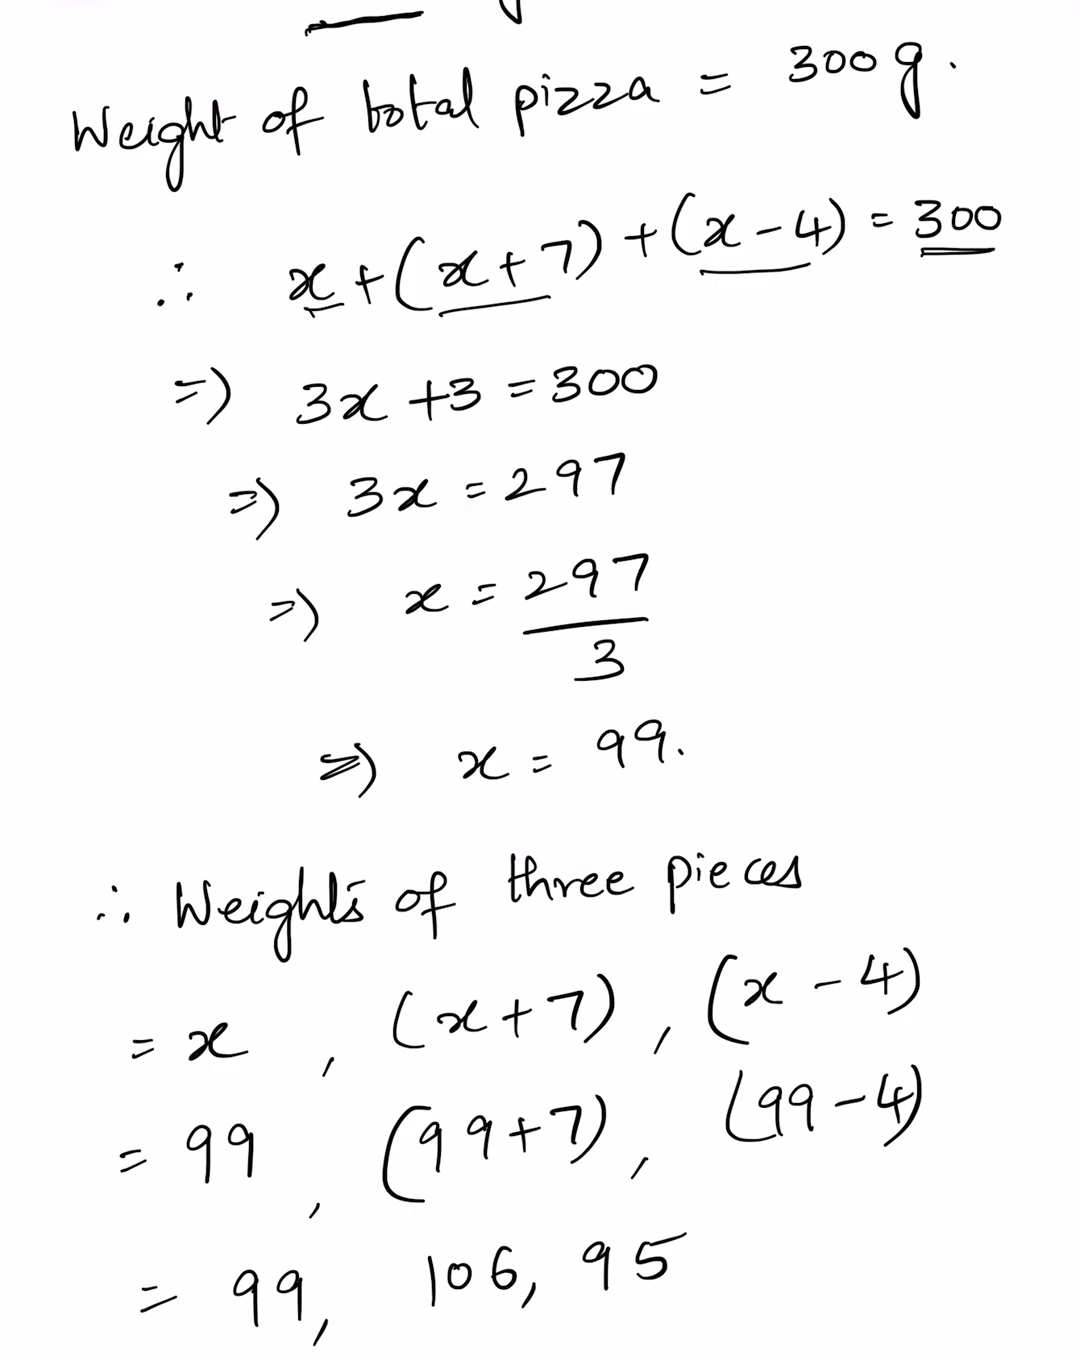 Weight of total pizza = 300 g.
∴ x + (x + 7) + (x - 4) = 300
=) 3x + 3 = 300
=) 3x = 297
=) x = 297/3
=) x = 99.
∴ Weights of three pieces
= x , (x + 7) , (x - 4)
= 99 , (99 + 7) , (99 - 4)
= 99, 106, 95